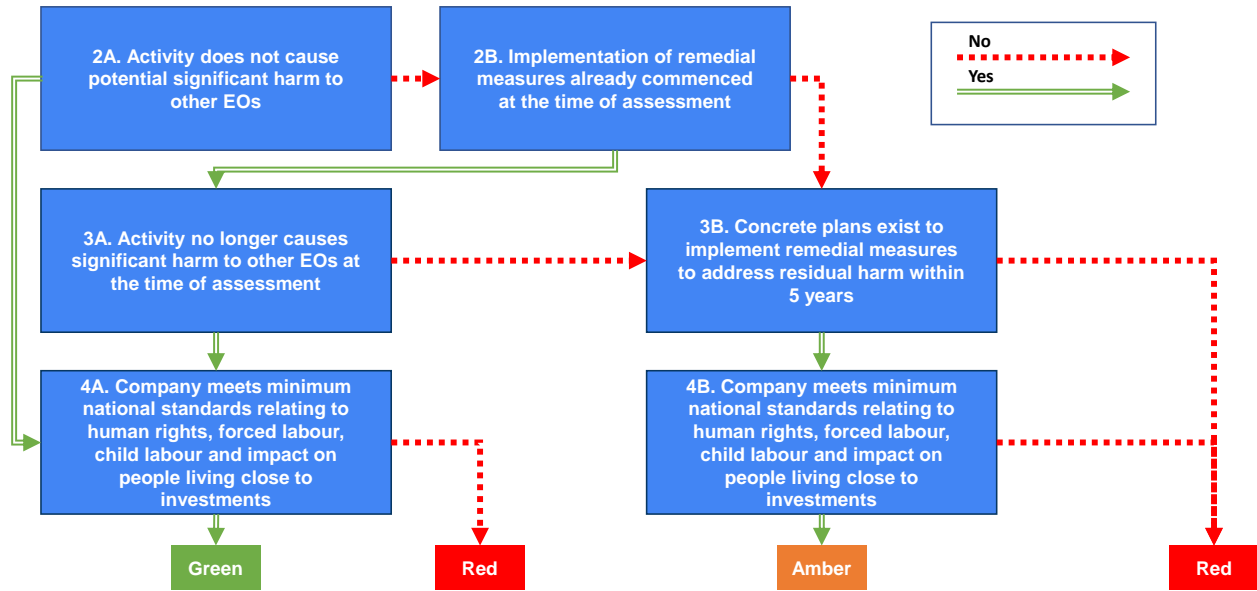 2A. Activity does not cause
potential significant harm to
other EOs
2B. Implementation of remedial
measures already commenced
at the time of assessment
No
Yes
3A. Activity no longer causes
significant harm to other EOs at
the time of assessment
3B. Concrete plans exist to
implement remedial measures
to address residual harm within
5 years
4A. Company meets minimum
national standards relating to
human rights, forced labour,
child labour and impact on
people living close to
investments
4B. Company meets minimum
national standards relating to
human rights, forced labour,
child labour and impact on
people living close to
investments
Green
Red
Amber
Red